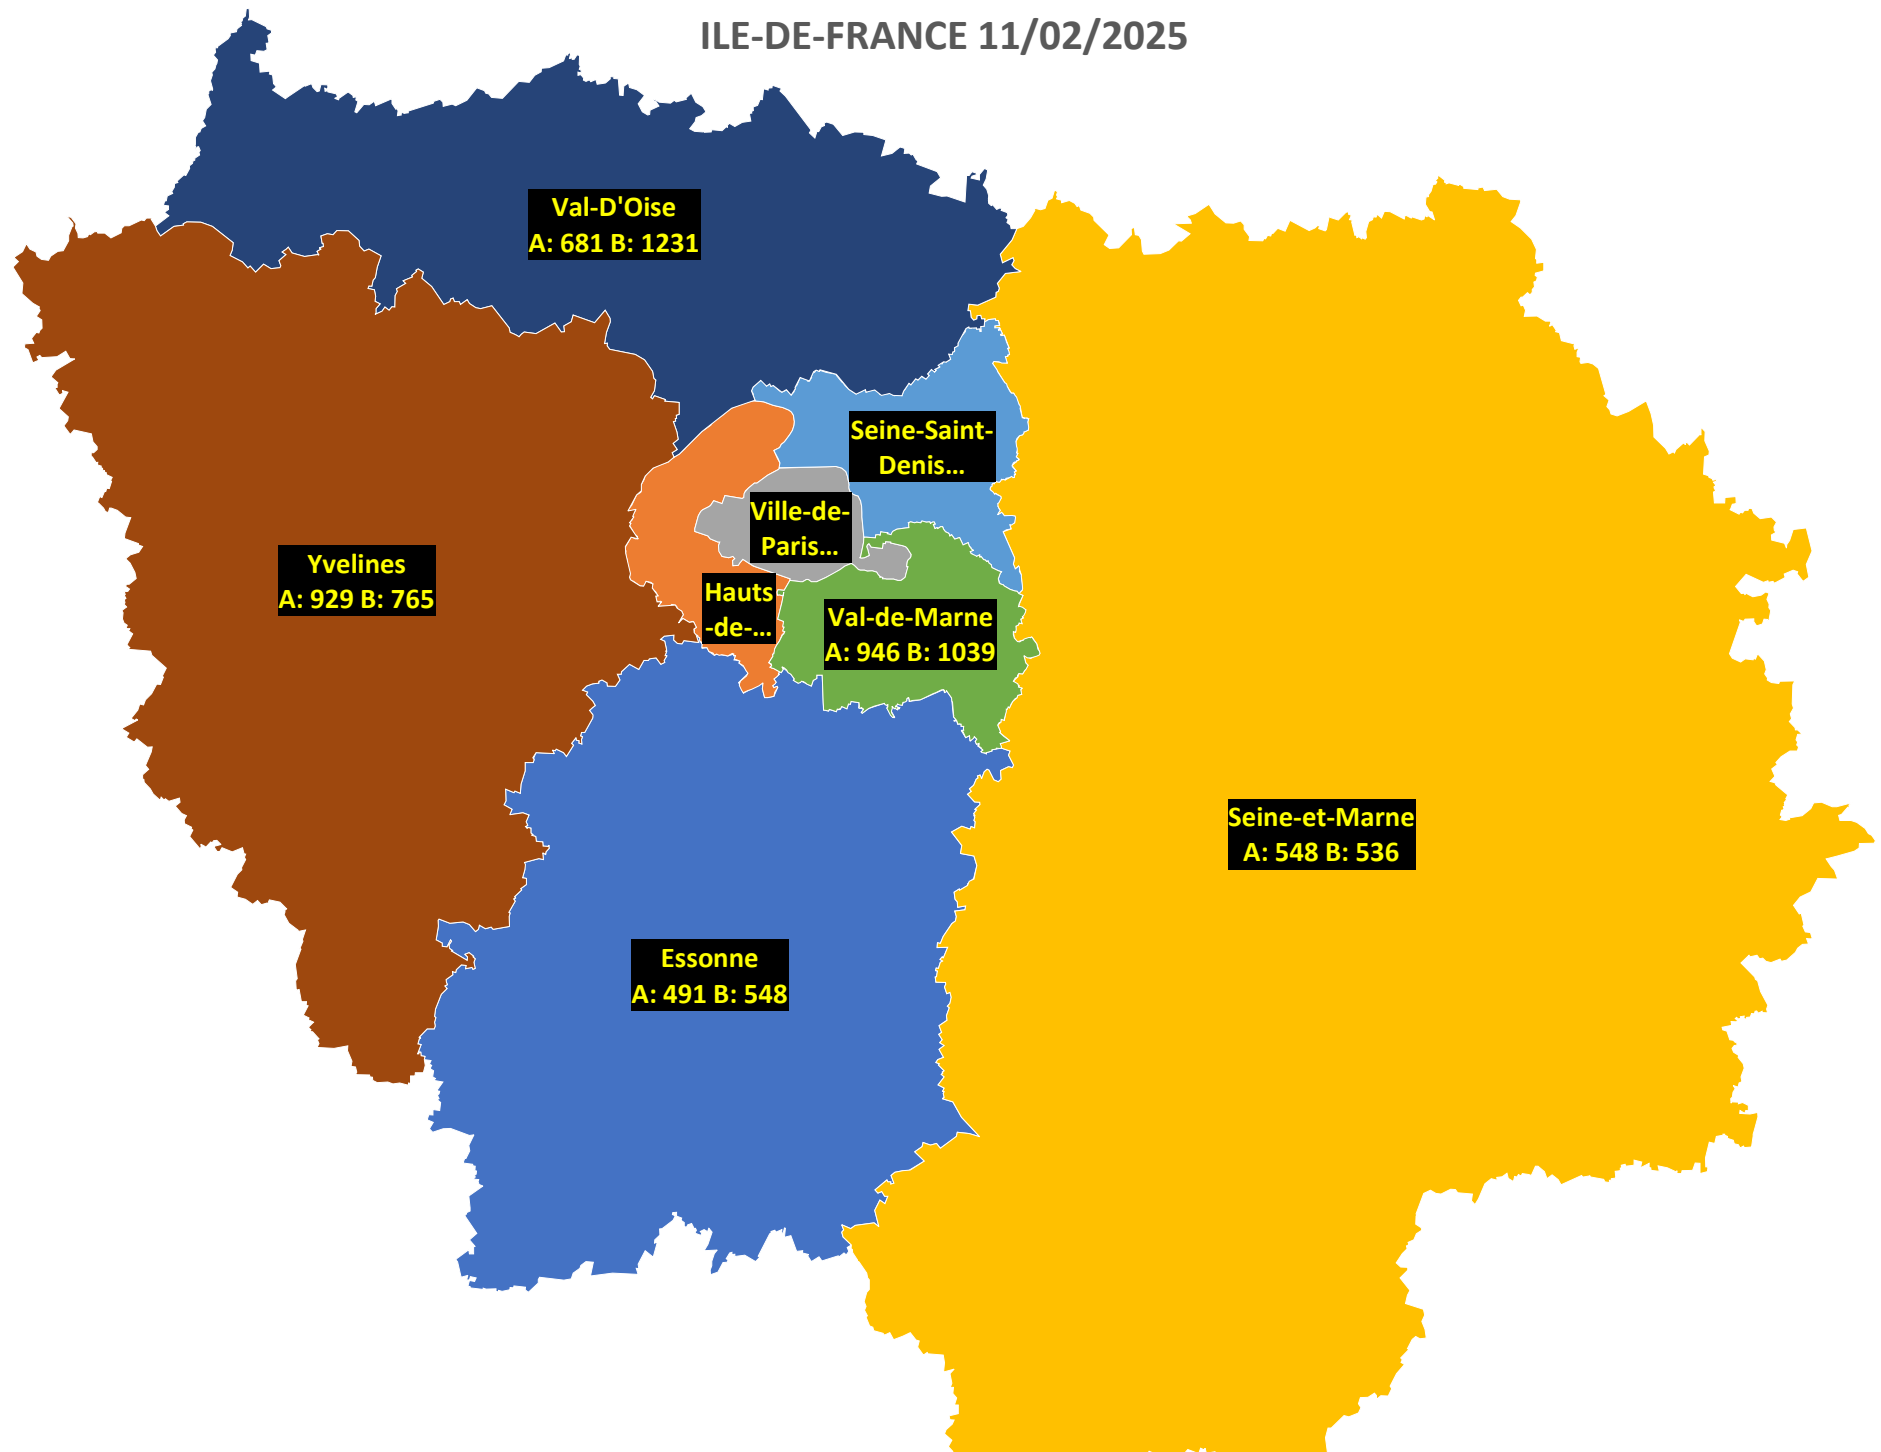 ILE-DE-FRANCE 11/02/2025
Val-D'Oise
A: 681 B: 1231
Seine-Saint-
Denis...
Ville-de-
Paris...
Yvelines
A: 929 B: 765
Hauts
-de-...
Val-de-Marne
A: 946 B: 1039
Seine-et-Marne
A: 548 B: 536
Essonne
A: 491 B: 548